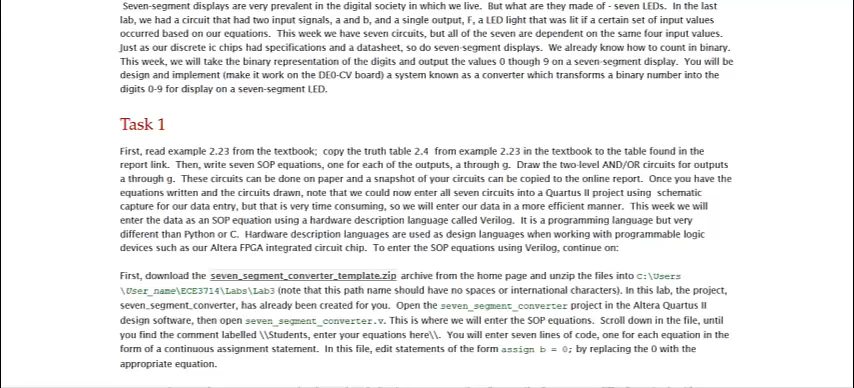 Seven-segment displays are very prevalent in the digital society in which we live. But what are they made of - seven LEDs. In the last
lab, we had a circuit that had two input signals, a and b, and a single output, F, a LED light that was lit if a certain set of input values
occurred based on our equations. This week we have seven circuits, but all of the seven are dependent on the same four input values.
Just as our discrete ic chips had specifications and a datasheet, so do seven-segment displays. We already know how to count in binary.
This week, we will take the binary representation of the digits and output the values 0 though 9 on a seven-segment display. You will be
design and implement (make it work on the DE0-CV board) a system known as a converter which transforms a binary number into the
digits 0-9 for display on a seven-segment LED.
Task 1
First, read example 2.23 from the textbook; copy the truth table 2.4 from example 2.23 in the textbook to the table found in the
report link. Then, write seven SOP equations, one for each of the outputs, a through g. Draw the two-level AND/OR circuits for outputs
a through g. These circuits can be done on paper and a snapshot of your circuits can be copied to the online report. Once you have the
equations written and the circuits drawn, note that we could now enter all seven circuits into a Quartus II project using schematic
capture for our data entry, but that is very time consuming, so we will enter our data in a more efficient manner. This week we will
enter the data as an SOP equation using a hardware description language called Verilog. It is a programming language but very
different than Python or C. Hardware description languages are used as design languages when working with programmable logic
devices such as our Altera FPGA integrated circuit chip. To enter the SOP equations using Verilog, continue on:
First, download the seven_segment_converter_template.zip archive from the home page and unzip the files into C:\Users
\User_name\ECE3714\Labs\Lab3 (note that this path name should have no spaces or international characters). In this lab, the project,
seven_segment_converter, has already been created for you. Open the seven_segment_converter project in the Altera Quartus II
design software, then open seven_segment_converter.v. This is where we will enter the SOP equations. Scroll down in the file, until
you find the comment labelled \\Students, enter your equations here\\. You will enter seven lines of code, one for each equation in the
form of a continuous assignment statement. In this file, edit statements of the form assign b = 0; by replacing the 0 with the
appropriate equation.